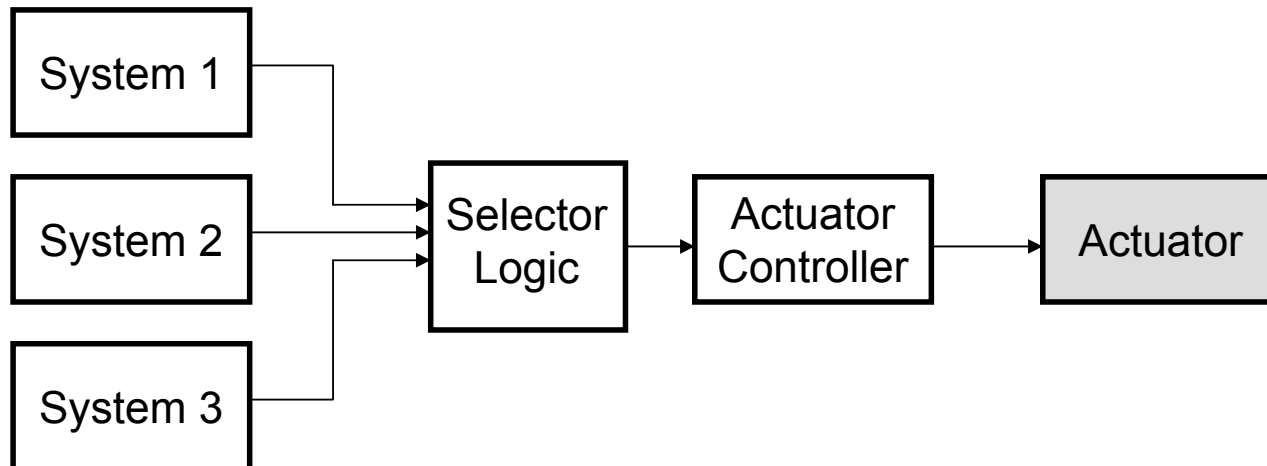 System 1
System 2
System 3
Selector
Logic
Actuator
Controller
Actuator